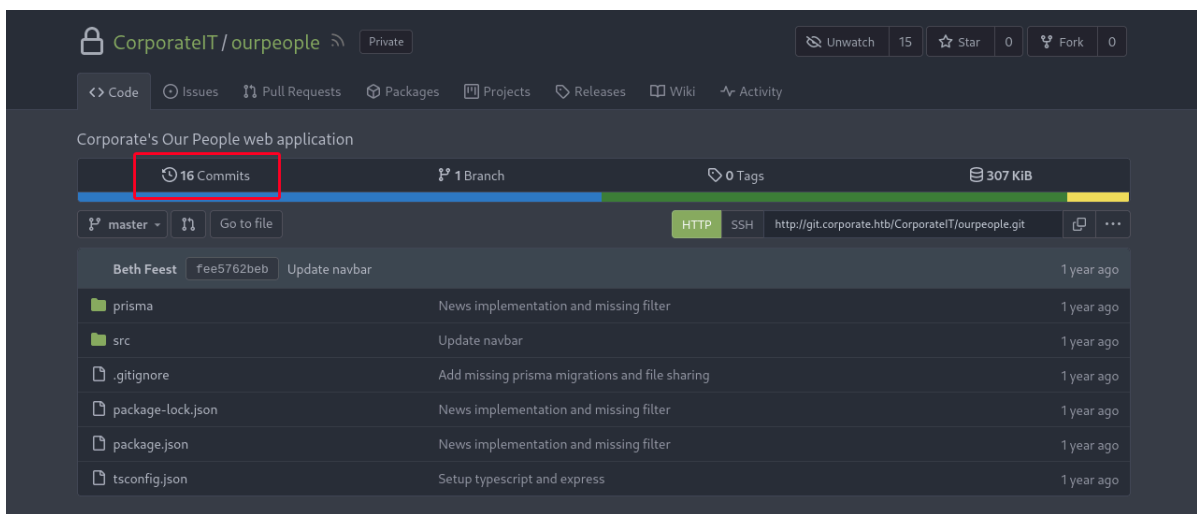 CorporateIT / ourpeople Private Unwatch 15 Star 0 Fork 0
Code Issues Pull Requests Packages Projects Releases Wiki Activity
Corporate's Our People web application
16 Commits 1 Branch 0 Tags 307 KiB
master Go to file HTTP SSH http://git.corporate.htb/CorporateIT/ourpeople.git
Beth Feest fee5762beb Update navbar 1 year ago
prisma News implementation and missing filter 1 year ago
src Update navbar 1 year ago
.gitignore Add missing prisma migrations and file sharing 1 year ago
package-lock.json News implementation and missing filter 1 year ago
package.json News implementation and missing filter 1 year ago
tsconfig.json Setup typescript and express 1 year ago